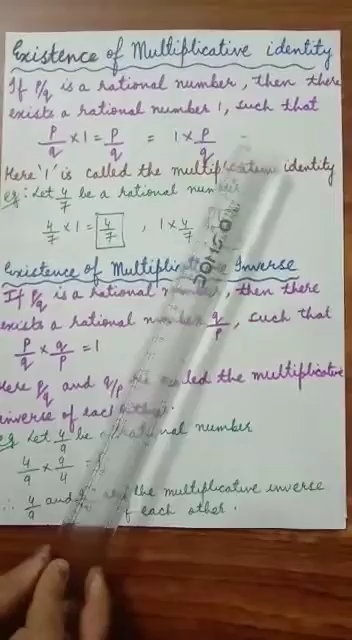 Existence of Multiplicative identity
If p/q is a rational number, then there
exists a rational number 1, such that
p/q × 1 = p/q = 1 × p/q
Here '1' is called the multiplicative identity
eg: Let 4/7 be a rational number
4/7 × 1 = 4/7 , 1 × 4/7
Existence of Multiplicative Inverse
If p/q is a rational number, then there
exists a rational number q/p, such that
p/q × q/p = 1
Here p/q and q/p are called the multiplicative
inverse of each other.
eg Let 4/9 be a rational number
4/9 × 9/4 =
∴ 4/9 and are the multiplicative inverse
of each other.